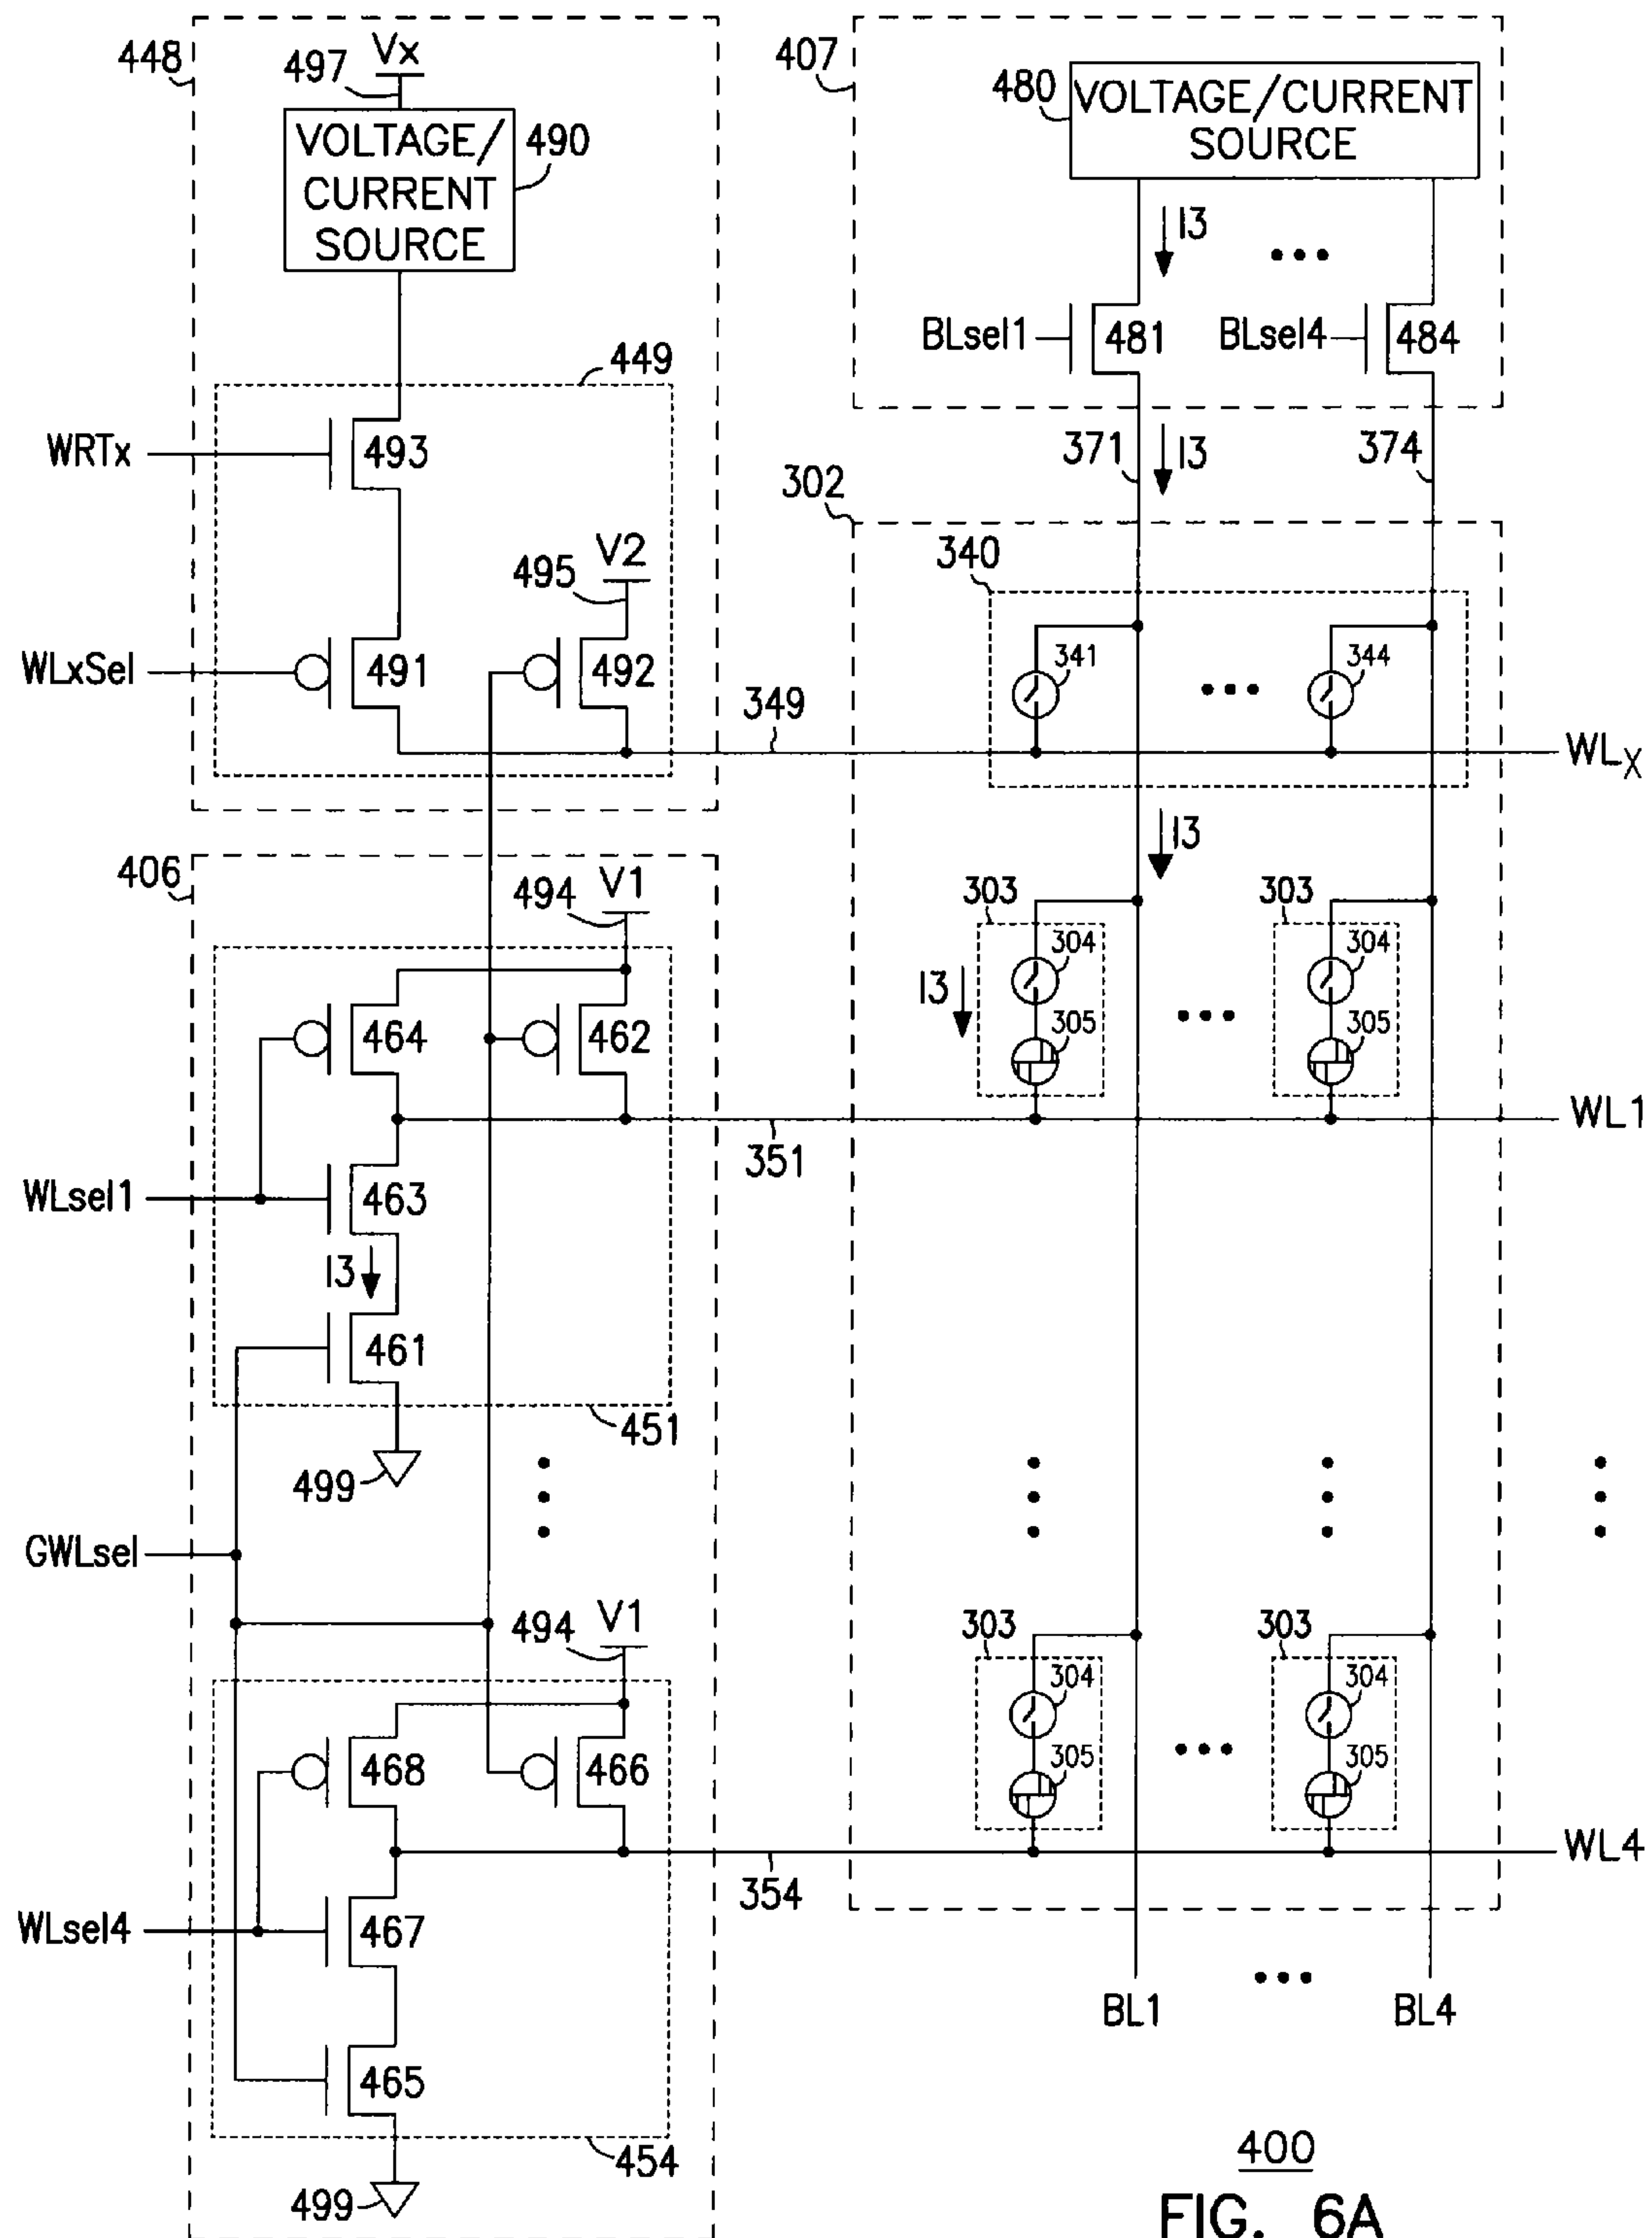 448
497
Vx
VOLTAGE/
CURRENT
SOURCE
490
449
WRTx
493
V2
495
WLxSel
491
492
349
407
480
VOLTAGE/CURRENT
SOURCE
I3
BLsel1
481
BLsel4
484
371
I3
374
302
340
341
344
WLX
I3
406
494
V1
464
462
351
WLsel1
463
I3
461
451
499
GWLsel
303
304
305
I3
303
304
305
WL1
494
V1
468
466
354
WLsel4
467
465
454
499
303
304
305
303
304
305
WL4
BL1
BL4
400
FIG. 6A